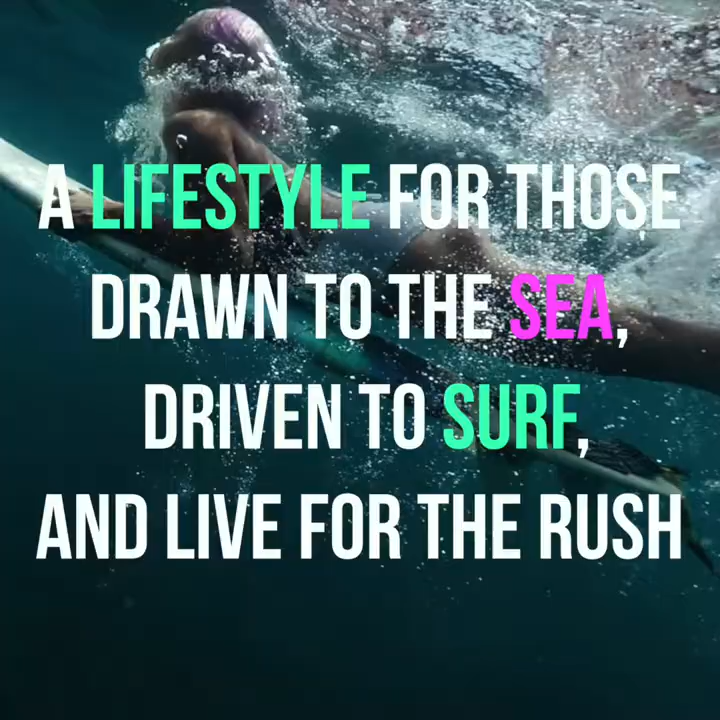 A LIFESTYLE FOR THOSE
DRAWN TO THE SEA,
DRIVEN TO SURF,
AND LIVE FOR THE RUSH